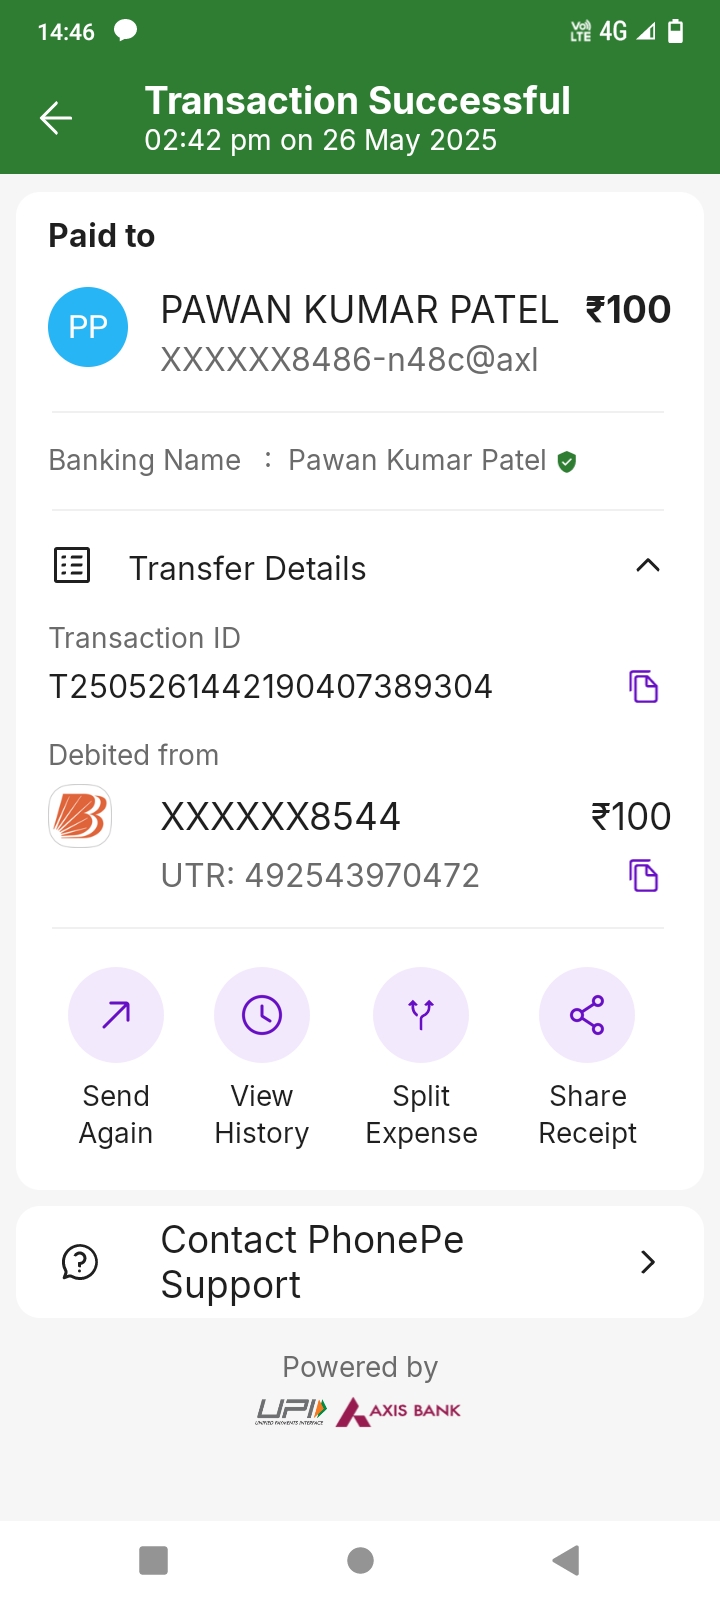 14:46 Vo) LTE 4G
Transaction Successful
02:42 pm on 26 May 2025
Paid to
PP PAWAN KUMAR PATEL ₹100
XXXXXX8486-n48c@axl
Banking Name : Pawan Kumar Patel
Transfer Details
Transaction ID
T2505261442190407389304
Debited from
XXXXXX8544 ₹100
UTR: 492543970472
Send Again
View History
Split Expense
Share Receipt
Contact PhonePe
Support
Powered by
UPI AXIS BANK
UNIFIED PAYMENTS INTERFACE